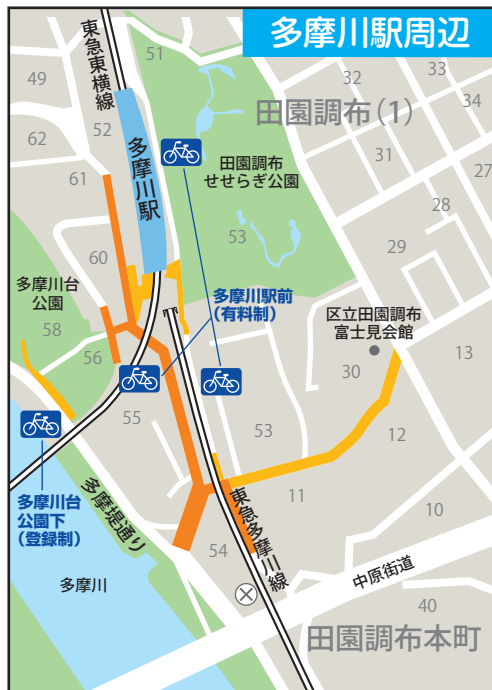 多摩川駅周辺
東急東横線
51
49
52
62
61
多摩川駅
田園調布(1)
32
33
34
31
27
28
29
田園調布
せせらぎ公園
53
60
多摩川台
公園
58
56
多摩川駅前
(有料制)
区立田園調布
富士見会館
30
13
12
55
53
11
10
多摩川台
公園下
(登録制)
多摩堤通り
東急多摩川線
54
中原街道
多摩川
40
田園調布本町